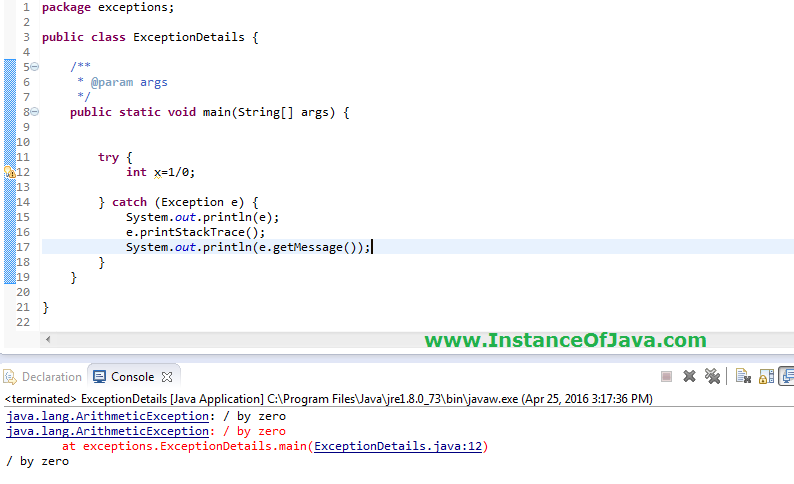 1 package exceptions;
2
3 public class ExceptionDetails {
4
5 /**
6 * @param args
7 */
8 public static void main(String[] args) {
9
10
11 try {
12 int x=1/0;
13
14 } catch (Exception e) {
15 System.out.println(e);
16 e.printStackTrace();
17 System.out.println(e.getMessage());
18 }
19 }
20
21 }
22
www.InstanceOfJava.com
Declaration Console
<terminated> ExceptionDetails [Java Application] C:\Program Files\Java\jre1.8.0_73\bin\javaw.exe (Apr 25, 2016 3:17:36 PM)
java.lang.ArithmeticException: / by zero
java.lang.ArithmeticException: / by zero
at exceptions.ExceptionDetails.main(ExceptionDetails.java:12)
/ by zero